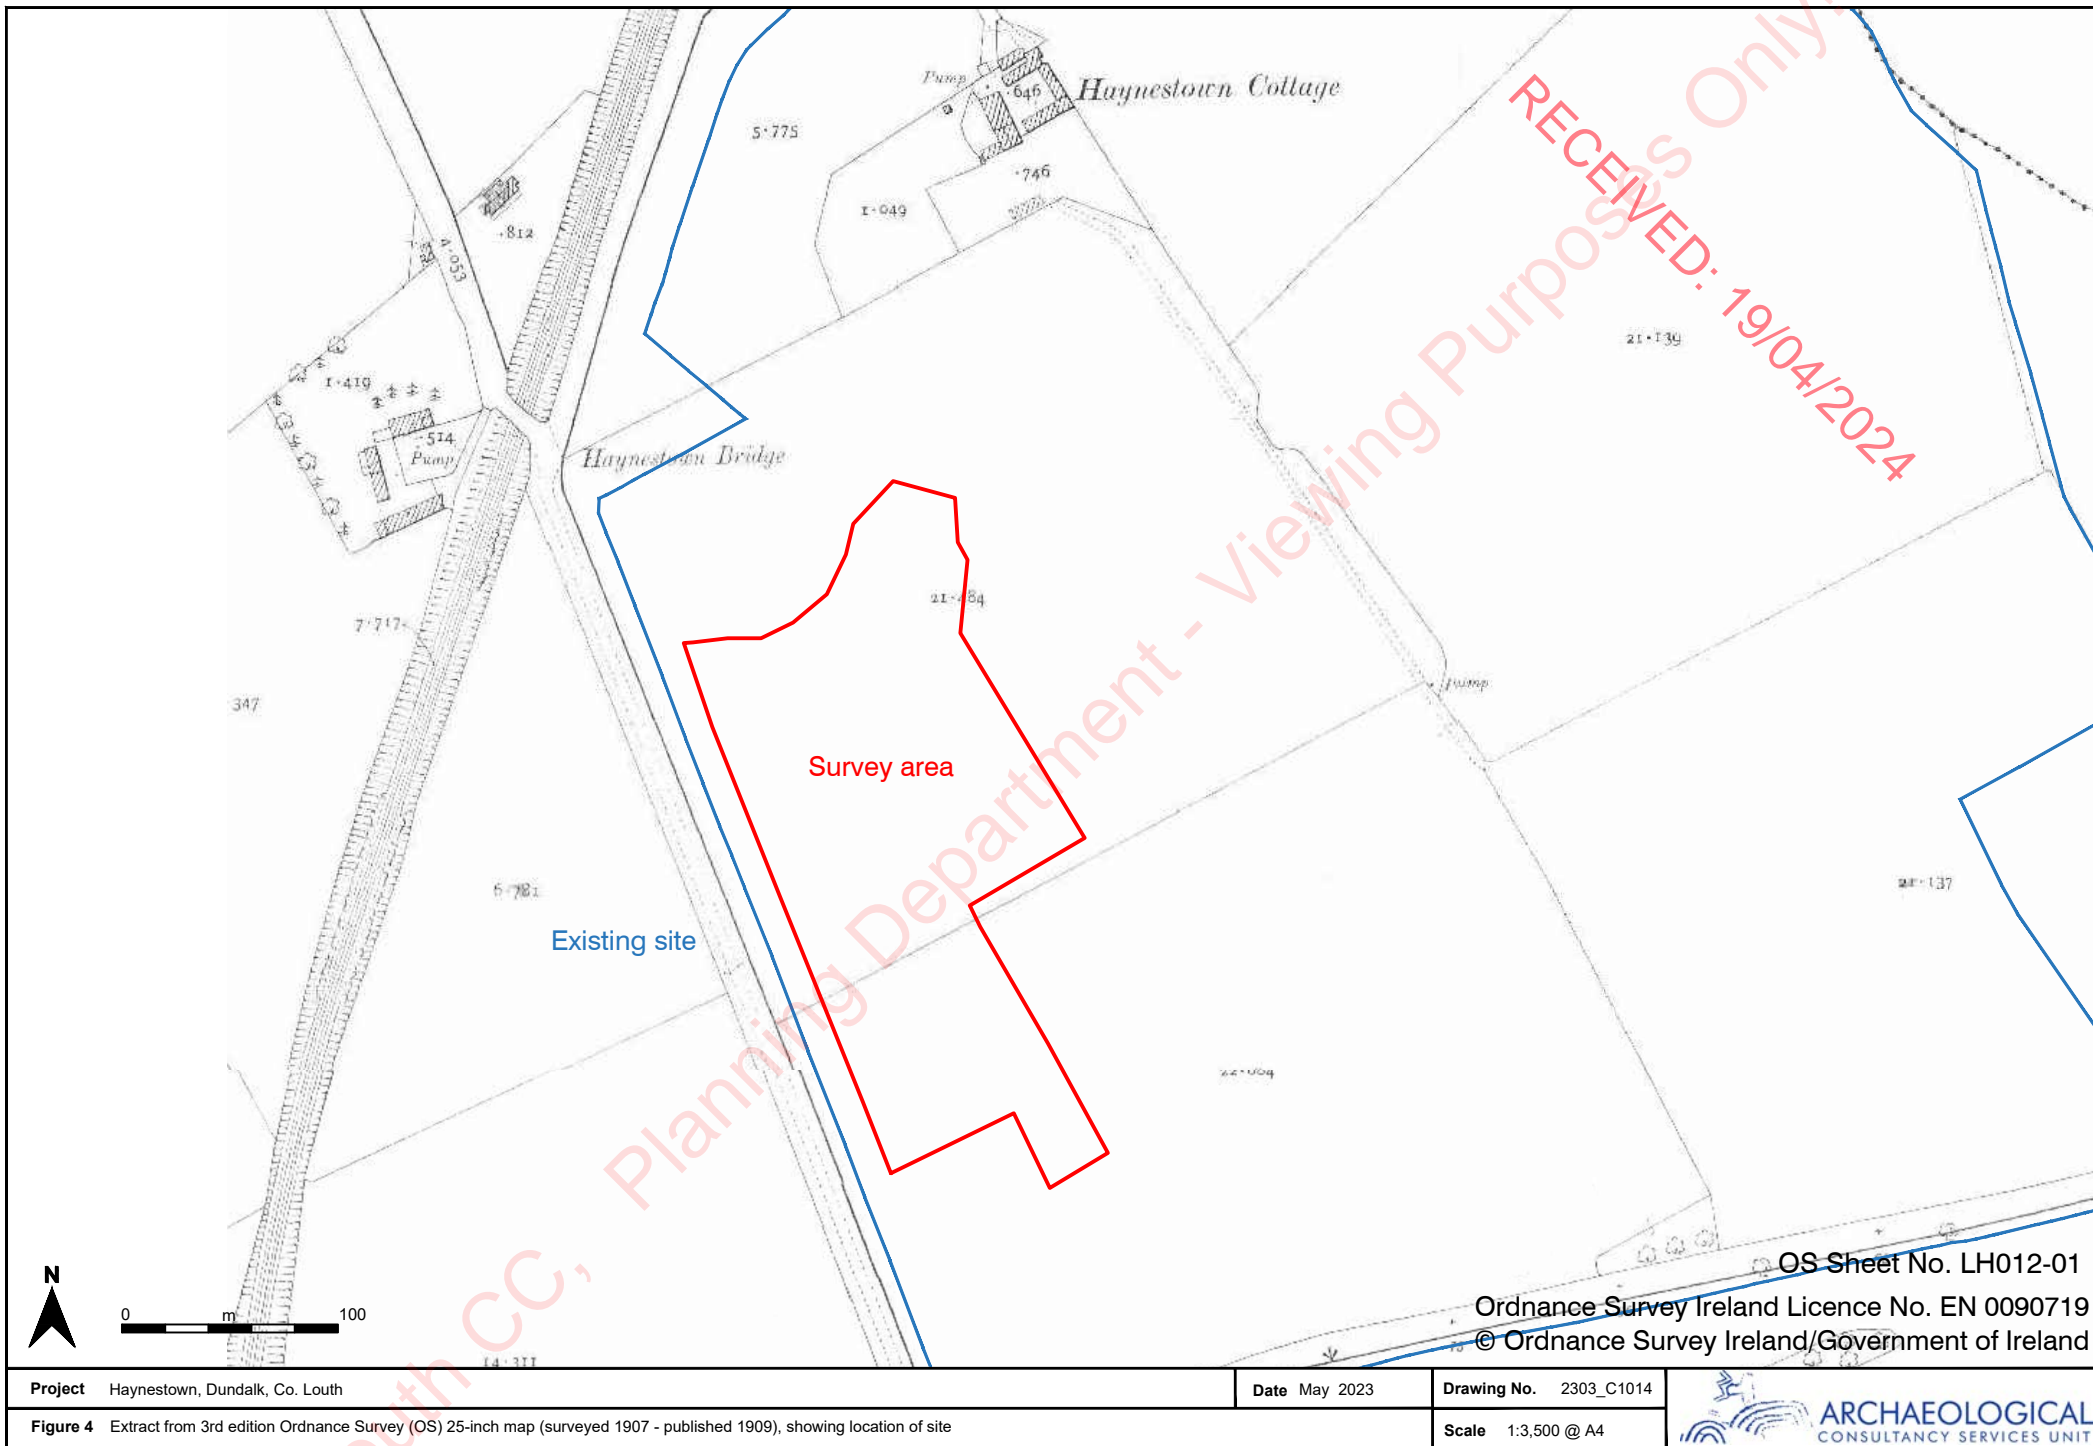 Pump
·646
Haynestown Cottage
5·775
·746
1·049
·812
4·053
21·139
1·419
·514
Pump
Haynestown Bridge
7·717
347
Pump
Survey area
6·781
Existing site
21·137
14·311
RECEIVED: 19/04/2024
Planning Department - Viewing Purposes Only
CC,
N
0 m 100
OS Sheet No. LH012-01
Ordnance Survey Ireland Licence No. EN 0090719
© Ordnance Survey Ireland/Government of Ireland
Project Haynestown, Dundalk, Co. Louth
Date May 2023
Drawing No. 2303_C1014
Figure 4 Extract from 3rd edition Ordnance Survey (OS) 25-inch map (surveyed 1907 - published 1909), showing location of site
Scale 1:3,500 @ A4
ARCHAEOLOGICAL
CONSULTANCY SERVICES UNIT